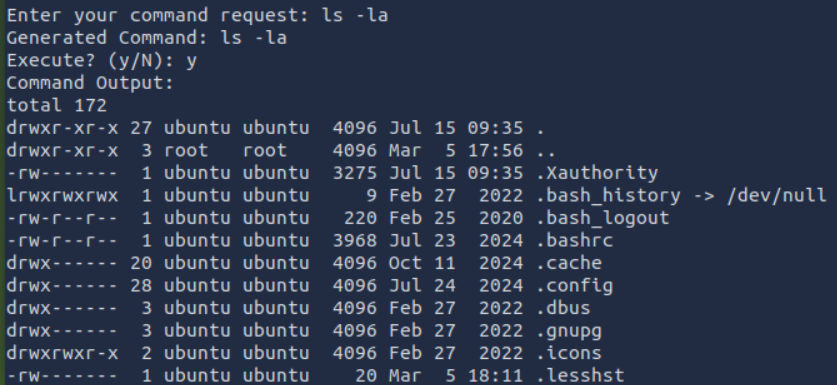 Enter your command request: ls -la
Generated Command: ls -la
Execute? (y/N): y
Command Output:
total 172
drwxr-xr-x 27 ubuntu ubuntu  4096 Jul 15 09:35 .
drwxr-xr-x  3 root   root    4096 Mar  5 17:56 ..
-rw-------  1 ubuntu ubuntu  3275 Jul 15 09:35 .Xauthority
lrwxrwxrwx  1 ubuntu ubuntu     9 Feb 27  2022 .bash_history -> /dev/null
-rw-r--r--  1 ubuntu ubuntu   220 Feb 25  2020 .bash_logout
-rw-r--r--  1 ubuntu ubuntu  3968 Jul 23  2024 .bashrc
drwx------ 20 ubuntu ubuntu  4096 Oct 11  2024 .cache
drwx------ 28 ubuntu ubuntu  4096 Jul 24  2024 .config
drwx------  3 ubuntu ubuntu  4096 Feb 27  2022 .dbus
drwx------  3 ubuntu ubuntu  4096 Feb 27  2022 .gnupg
drwxrwxr-x  2 ubuntu ubuntu  4096 Feb 27  2022 .icons
-rw-------  1 ubuntu ubuntu    20 Mar  5 18:11 .lesshst